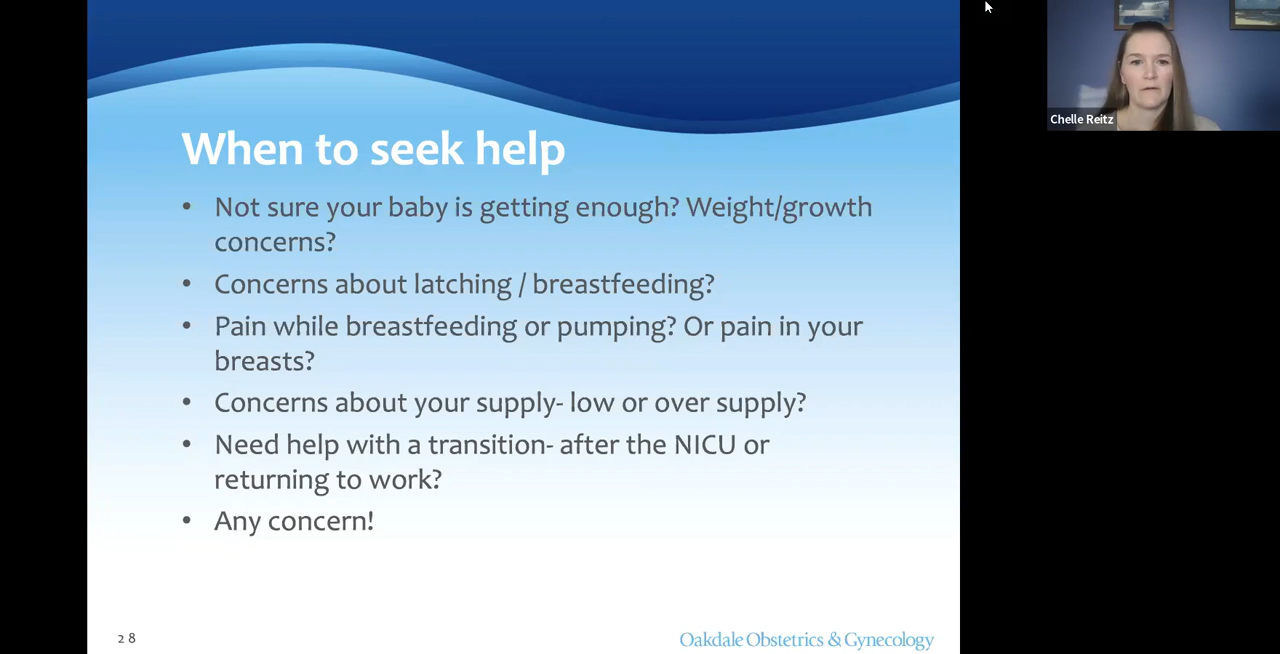 When to seek help
• Not sure your baby is getting enough? Weight/growth
concerns?
• Concerns about latching / breastfeeding?
• Pain while breastfeeding or pumping? Or pain in your
breasts?
• Concerns about your supply- low or over supply?
• Need help with a transition- after the NICU or
returning to work?
• Any concern!
28
Oakdale Obstetrics & Gynecology
Chelle Reitz